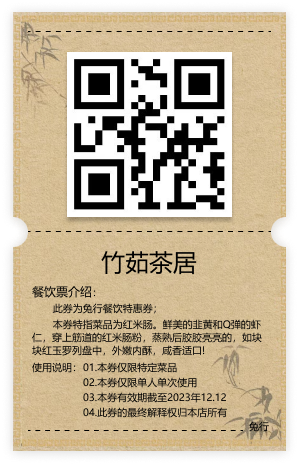 竹茹茶居
餐饮票介绍：
此券为兔行餐饮特惠券；
本券特指菜品为红米肠。鲜美的韭黄和Q弹的虾
仁，穿上筋道的红米肠粉，蒸熟后胶胶亮亮的，如块
块红玉罗列盘中，外嫩内酥，咸香适口！
使用说明：01.本券仅限特定菜品
02.本券仅限单人单次使用
03.本券有效期截至2023年12.12
04.此券的最终解释权归本店所有
兔行